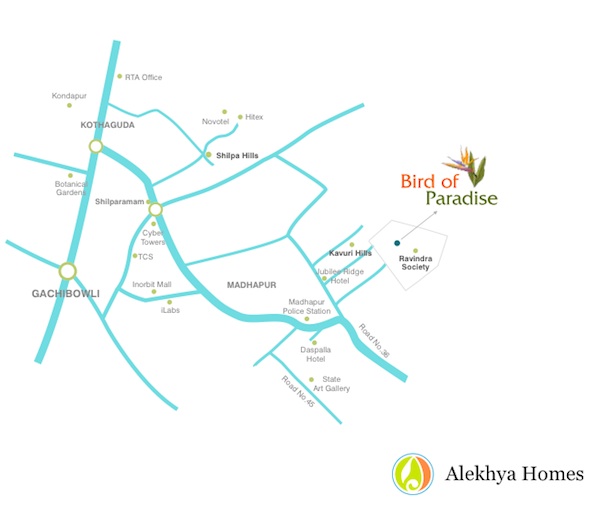 RTA Office
Kondapur
KOTHAGUDA
Novotel
Hitex
Shilpa Hills
Bird of
Paradise
Botanical
Gardens
Shilparamam
Cyber
Towers
TCS
Kavuri Hills
Ravindra
Society
Jubilee Ridge
Hotel
GACHIBOWLI
Inorbit Mall
MADHAPUR
iLabs
Madhapur
Police Station
Road No.36
Daspalla
Hotel
State
Art Gallery
Road No.45
Alekhya Homes